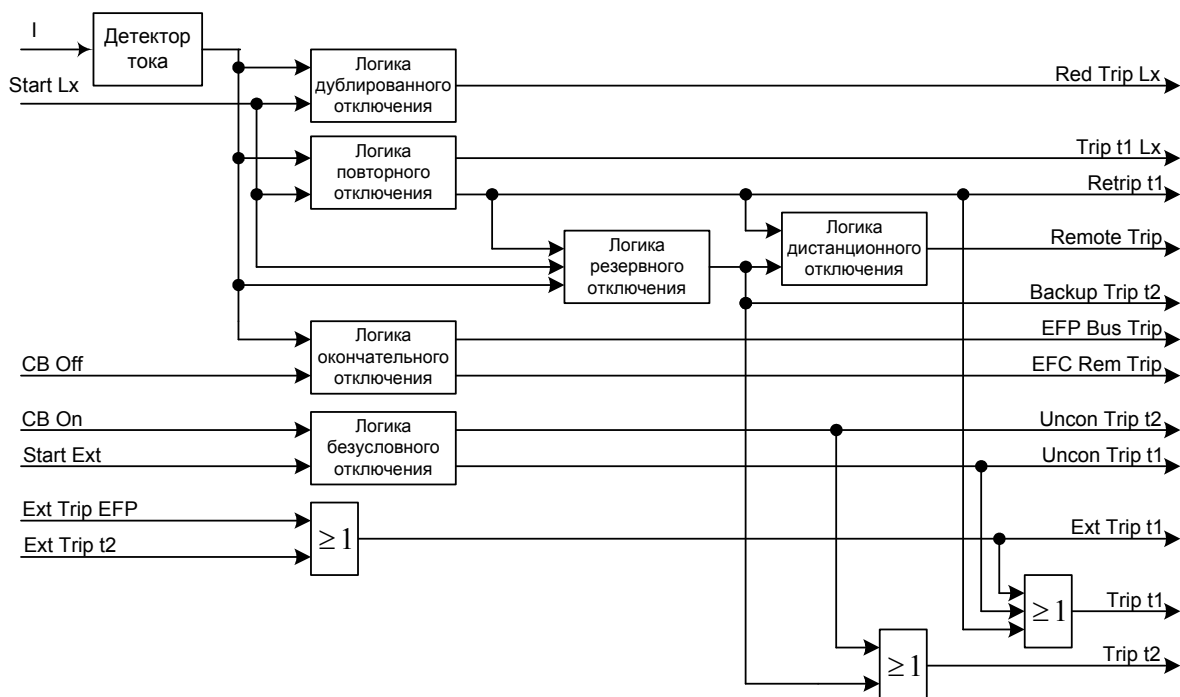 I
Детектор
тока
Start Lx
Логика
дублированного
отключения
Red Trip Lx
Логика
повторного
отключения
Trip t1 Lx
Retrip t1
Логика
резервного
отключения
Логика
дистанционного
отключения
Remote Trip
Backup Trip t2
Логика
окончательного
отключения
EFP Bus Trip
CB Off
EFC Rem Trip
CB On
Логика
безусловного
отключения
Uncon Trip t2
Start Ext
Uncon Trip t1
Ext Trip EFP
Ext Trip t2
≥1
Ext Trip t1
≥1
Trip t1
≥1
Trip t2